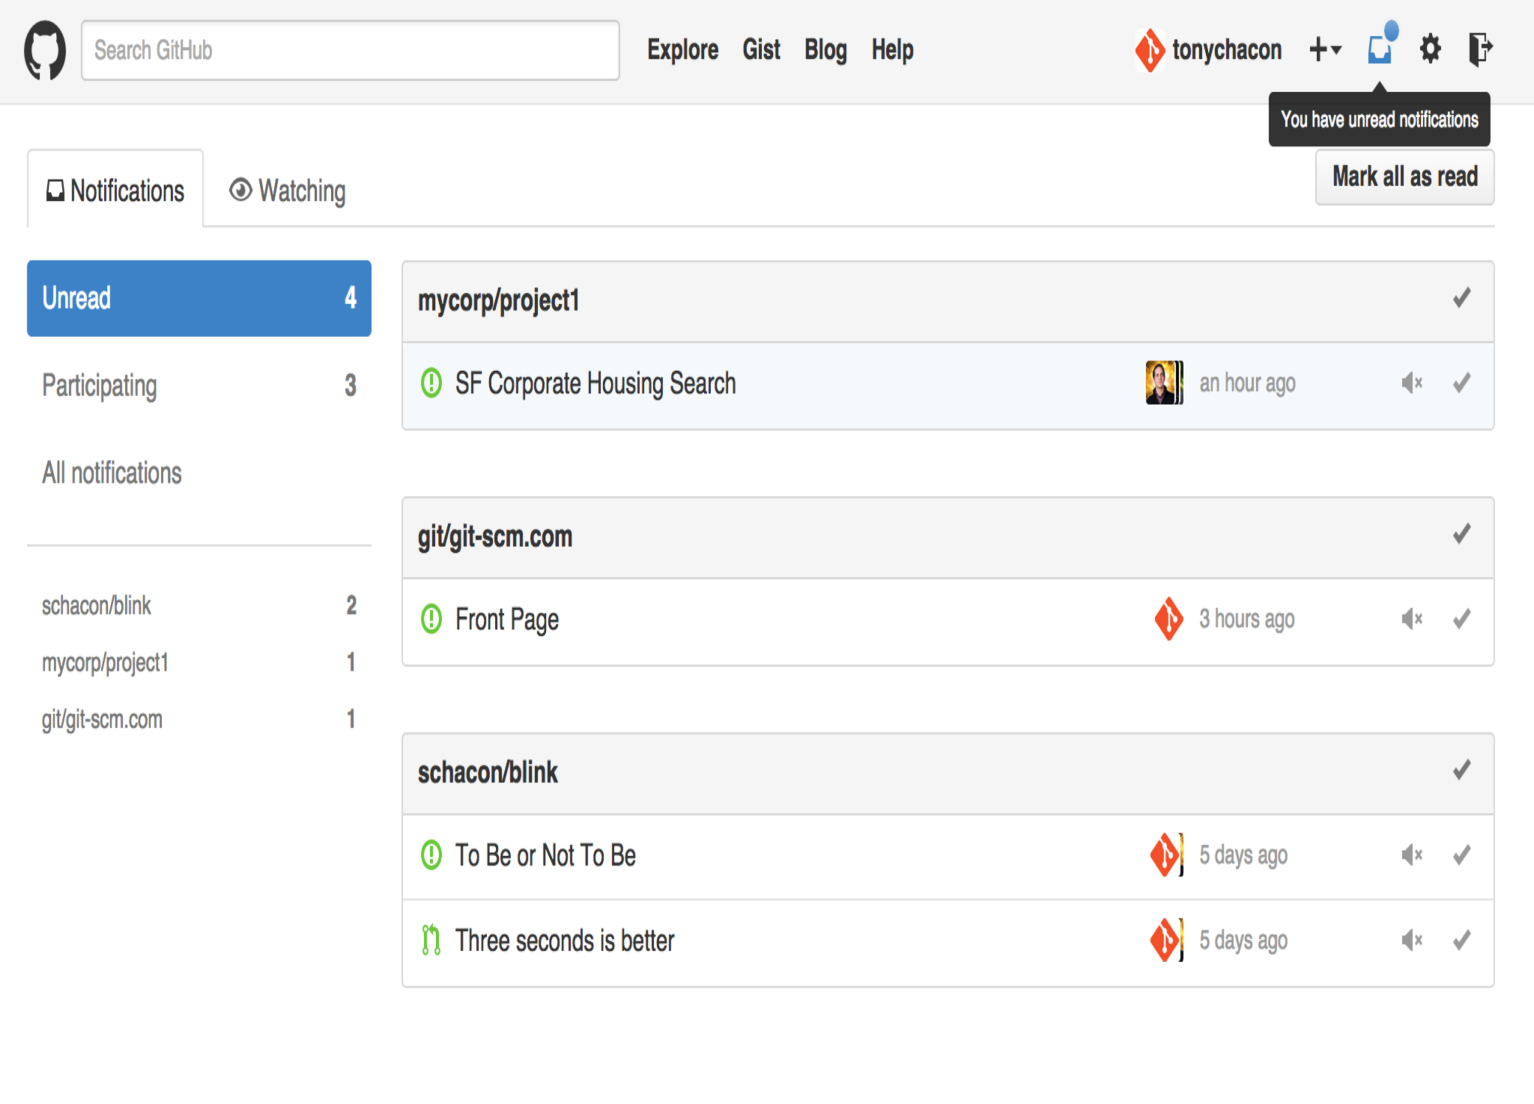 Search GitHub Explore Gist Blog Help tonychacon
You have unread notifications
Notifications Watching Mark all as read
Unread 4
Participating 3
All notifications
schacon/blink 2
mycorp/project1 1
git/git-scm.com 1
mycorp/project1
SF Corporate Housing Search an hour ago
git/git-scm.com
Front Page 3 hours ago
schacon/blink
To Be or Not To Be 5 days ago
Three seconds is better 5 days ago